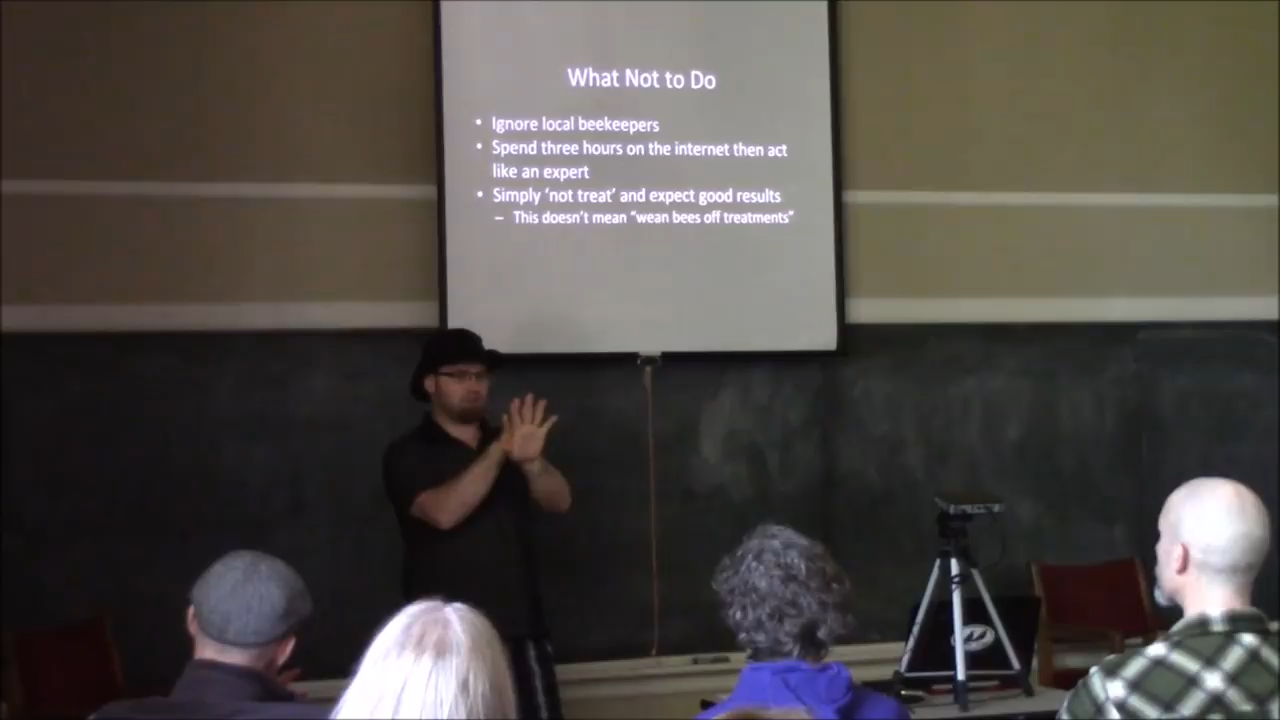 What Not to Do
• Ignore local beekeepers
• Spend three hours on the internet then act
like an expert
• Simply ‘not treat’ and expect good results
– This doesn’t mean “wean bees off treatments”